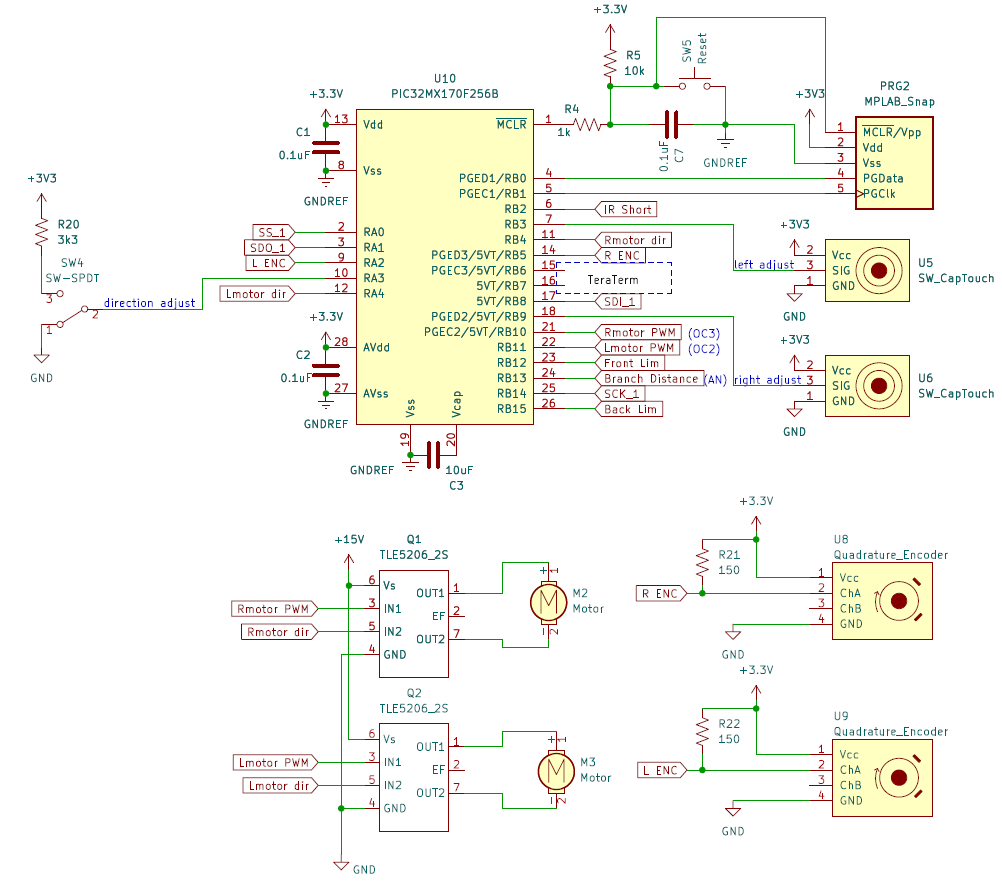 +3.3V
SW5
Reset
R5
10k
U10
PIC32MX170F256B
PRG2
MPLAB_Snap
+3.3V
+3V3
R4
1k
C1
0.1uF
13
Vdd
MCLR
1
0.1uF
C7
GNDREF
1
MCLR/Vpp
2
Vdd
3
Vss
4
PGData
5
PGClk
8
Vss
GNDREF
PGED1/RB0
4
PGEC1/RB1
5
RB2
6
IR Short
RB3
7
RB4
11
Rmotor dir
PGED3/5VT/RB5
14
R ENC
PGEC3/5VT/RB6
15
5VT/RB7
16
TeraTerm
5VT/RB8
17
SDI_1
PGED2/5VT/RB9
18
PGEC2/5VT/RB10
21
Rmotor PWM
(OC3)
RB11
22
Lmotor PWM
(OC2)
RB12
23
Front Lim
RB13
24
Branch Distance
(AN)
right adjust
RB14
25
SCK_1
RB15
26
Back Lim
+3V3
R20
3k3
SW4
SW-SPDT
3
2
1
GND
direction adjust
SS_1
2
RA0
SDO_1
3
RA1
L ENC
9
RA2
10
RA3
Lmotor dir
12
RA4
+3.3V
C2
0.1uF
28
AVdd
27
AVss
GNDREF
Vss
19
Vcap
20
GNDREF
10uF
C3
+3V3
left adjust
2
Vcc
3
SIG
1
GND
U5
SW_CapTouch
GND
+3V3
2
Vcc
3
SIG
1
GND
U6
SW_CapTouch
GND
+15V
Q1
TLE5206_2S
6
Vs
Rmotor PWM
3
IN1
Rmotor dir
5
IN2
4
GND
OUT1
1
EF
2
OUT2
7
+
1
M
M2
Motor
−
2
Q2
TLE5206_2S
6
Vs
Lmotor PWM
3
IN1
Lmotor dir
5
IN2
4
GND
OUT1
1
EF
2
OUT2
7
+
1
M
M3
Motor
−
2
GND
+3.3V
R21
150
R ENC
U8
Quadrature_Encoder
1
Vcc
2
ChA
3
ChB
4
GND
GND
+3.3V
R22
150
L ENC
U9
Quadrature_Encoder
1
Vcc
2
ChA
3
ChB
4
GND
GND